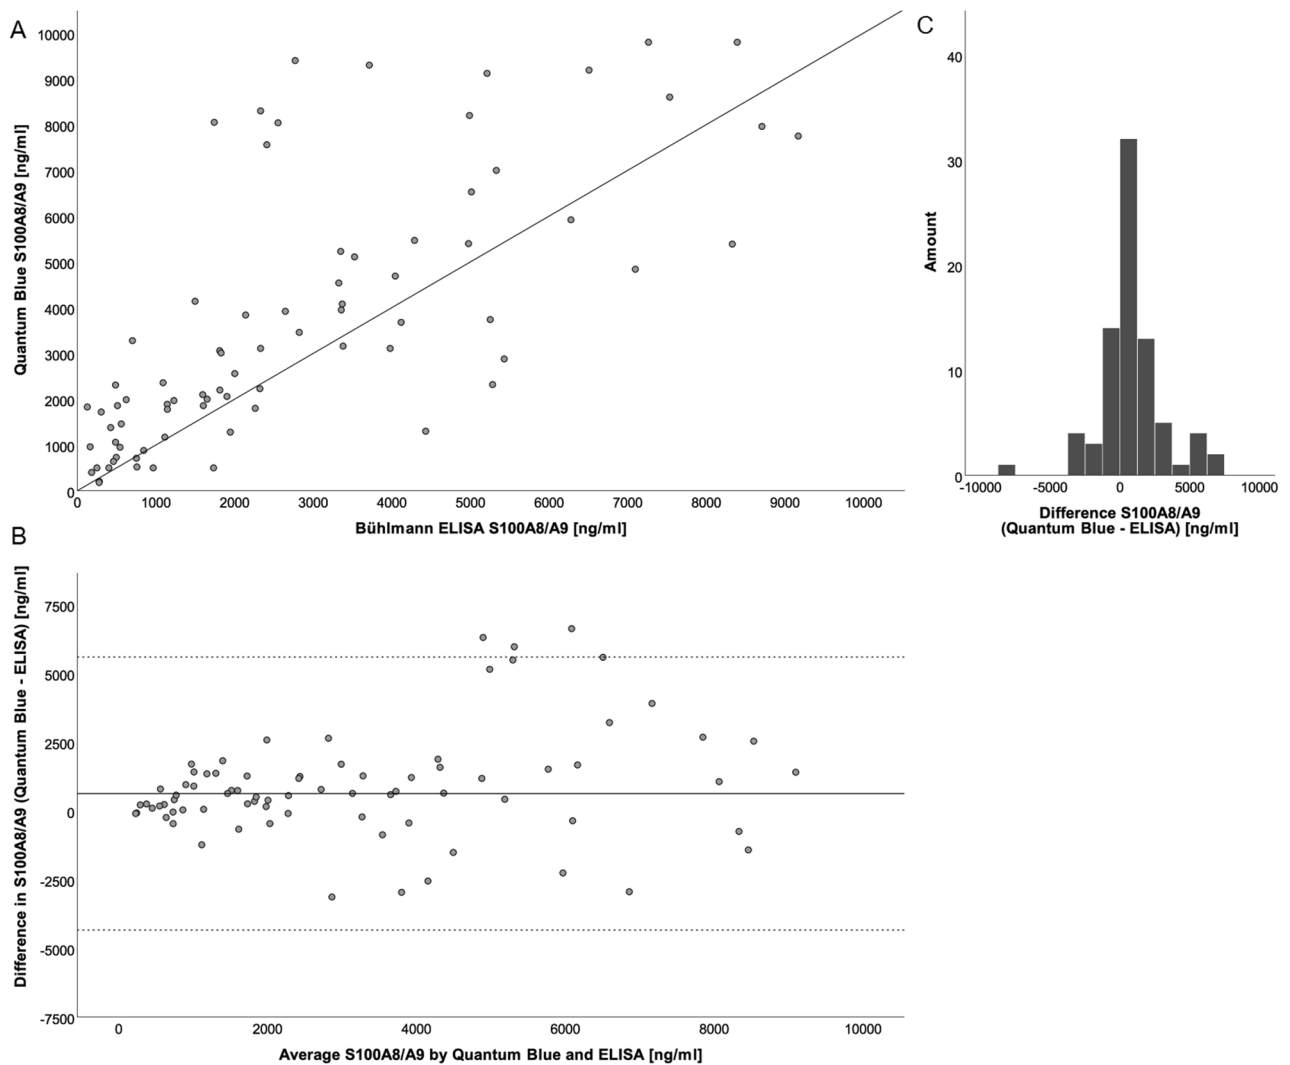 A
Quantum Blue S100A8/A9 [ng/ml]
10000
9000
8000
7000
6000
5000
4000
3000
2000
1000
0
0 1000 2000 3000 4000 5000 6000 7000 8000 9000 10000
Bühlmann ELISA S100A8/A9 [ng/ml]
C
Amount
40
30
20
10
0
-10000 -5000 0 5000 10000
Difference S100A8/A9
(Quantum Blue - ELISA) [ng/ml]
B
Difference in S100A8/A9 (Quantum Blue - ELISA) [ng/ml]
7500
5000
2500
0
-2500
-5000
-7500
0 2000 4000 6000 8000 10000
Average S100A8/A9 by Quantum Blue and ELISA [ng/ml]